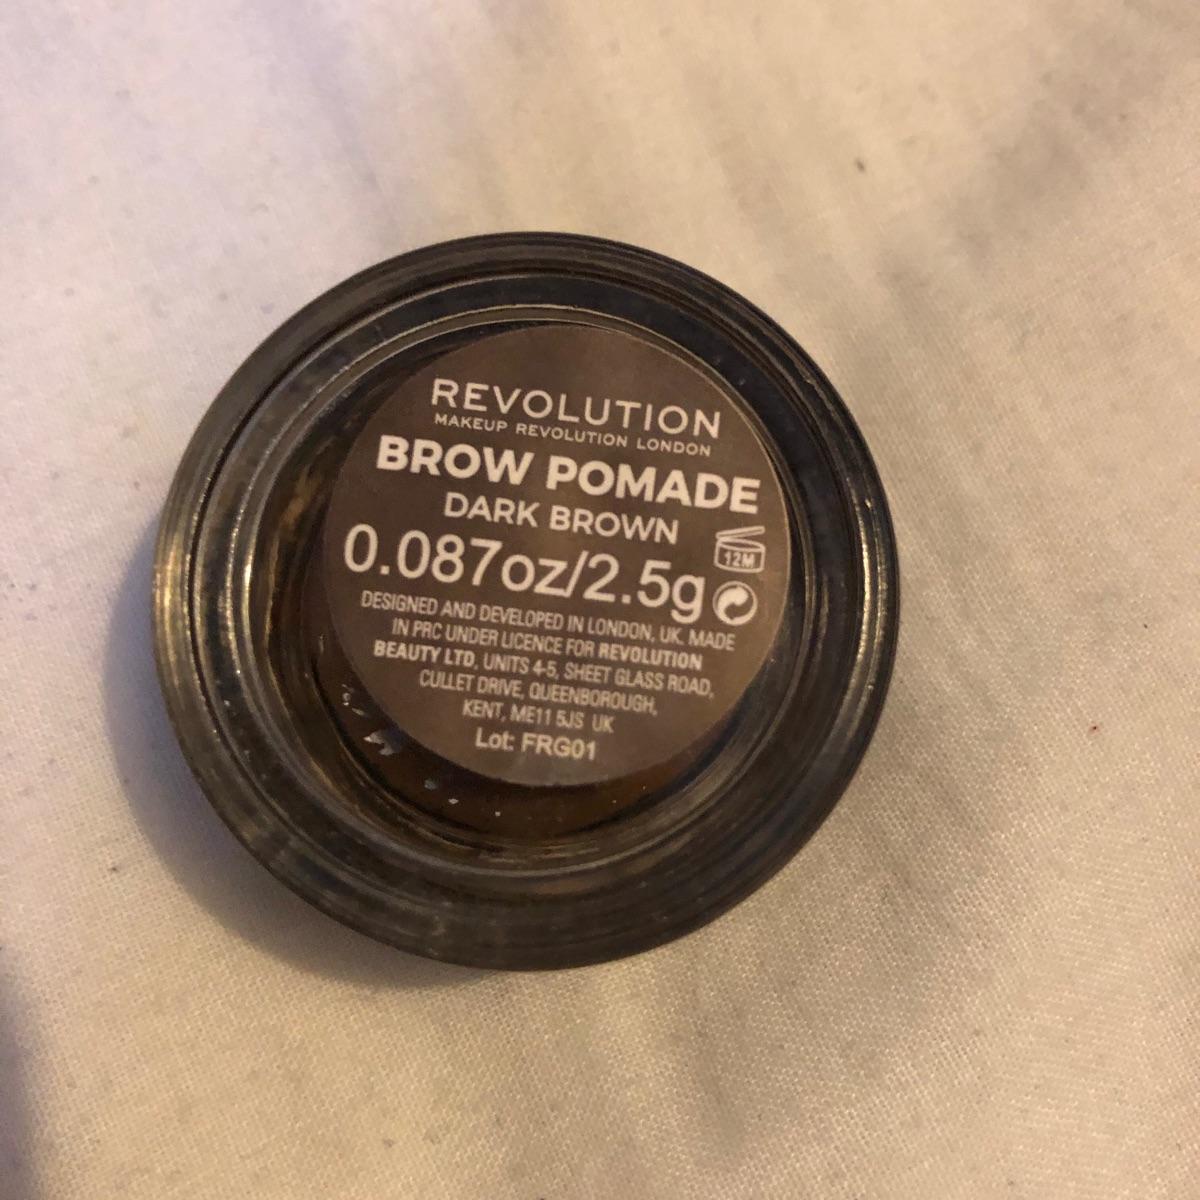 REVOLUTION
MAKEUP REVOLUTION LONDON
BROW POMADE
DARK BROWN
12M
0.087oz/2.5g
DESIGNED AND DEVELOPED IN LONDON, UK. MADE
IN PRC UNDER LICENCE FOR REVOLUTION
BEAUTY LTD, UNITS 4-5, SHEET GLASS ROAD,
CULLET DRIVE, QUEENBOROUGH,
KENT, ME11 5JS UK
Lot: FRG01